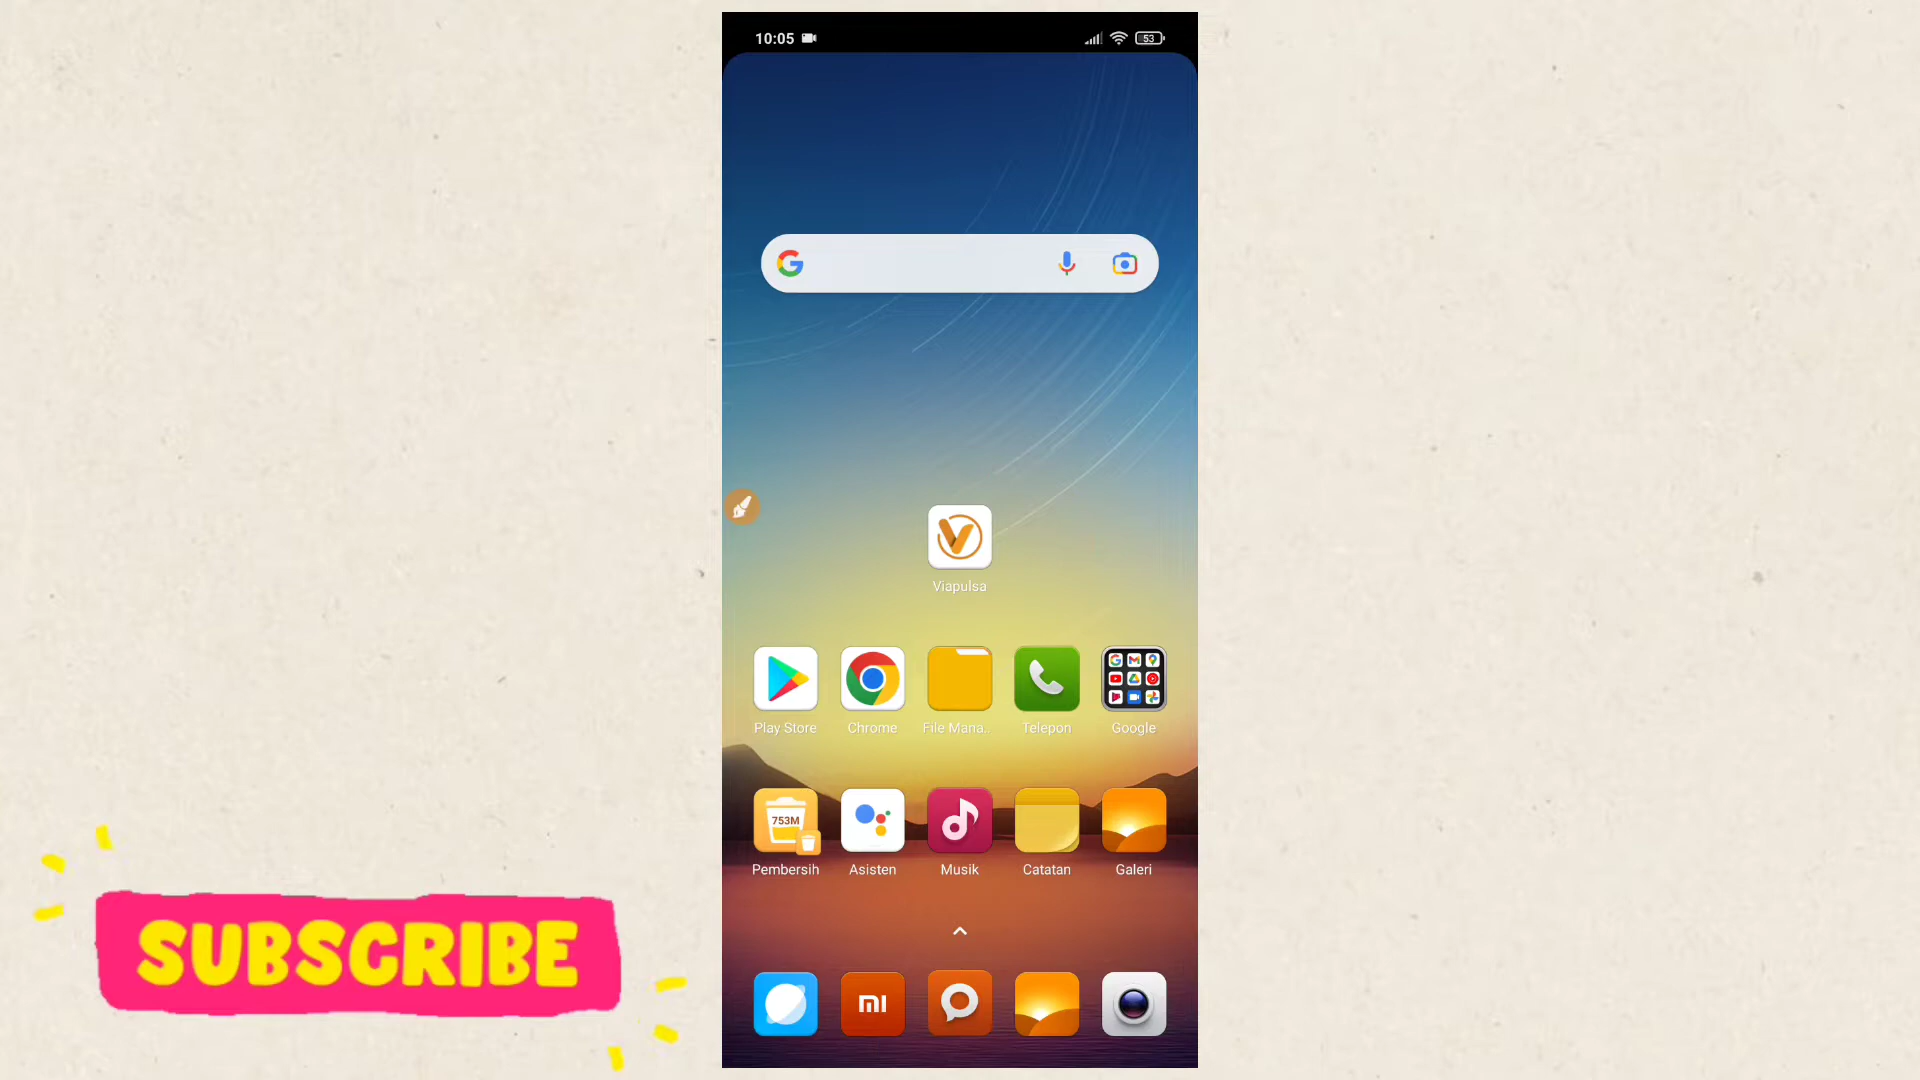 10:05
53
Viapulsa
Play Store
Chrome
File Mana..
Telepon
Google
753M
Pembersih
Asisten
Musik
Catatan
Galeri
SUBSCRIBE